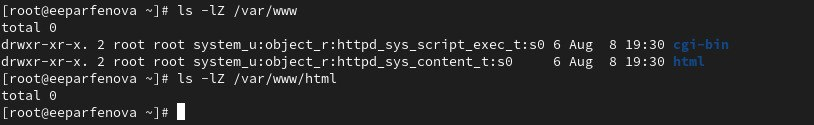 [root@eeparfenova ~]# ls -lZ /var/www
total 0
drwxr-xr-x. 2 root root system_u:object_r:httpd_sys_script_exec_t:s0 6 Aug  8 19:30 cgi-bin
drwxr-xr-x. 2 root root system_u:object_r:httpd_sys_content_t:s0     6 Aug  8 19:30 html
[root@eeparfenova ~]# ls -lZ /var/www/html
total 0
[root@eeparfenova ~]#